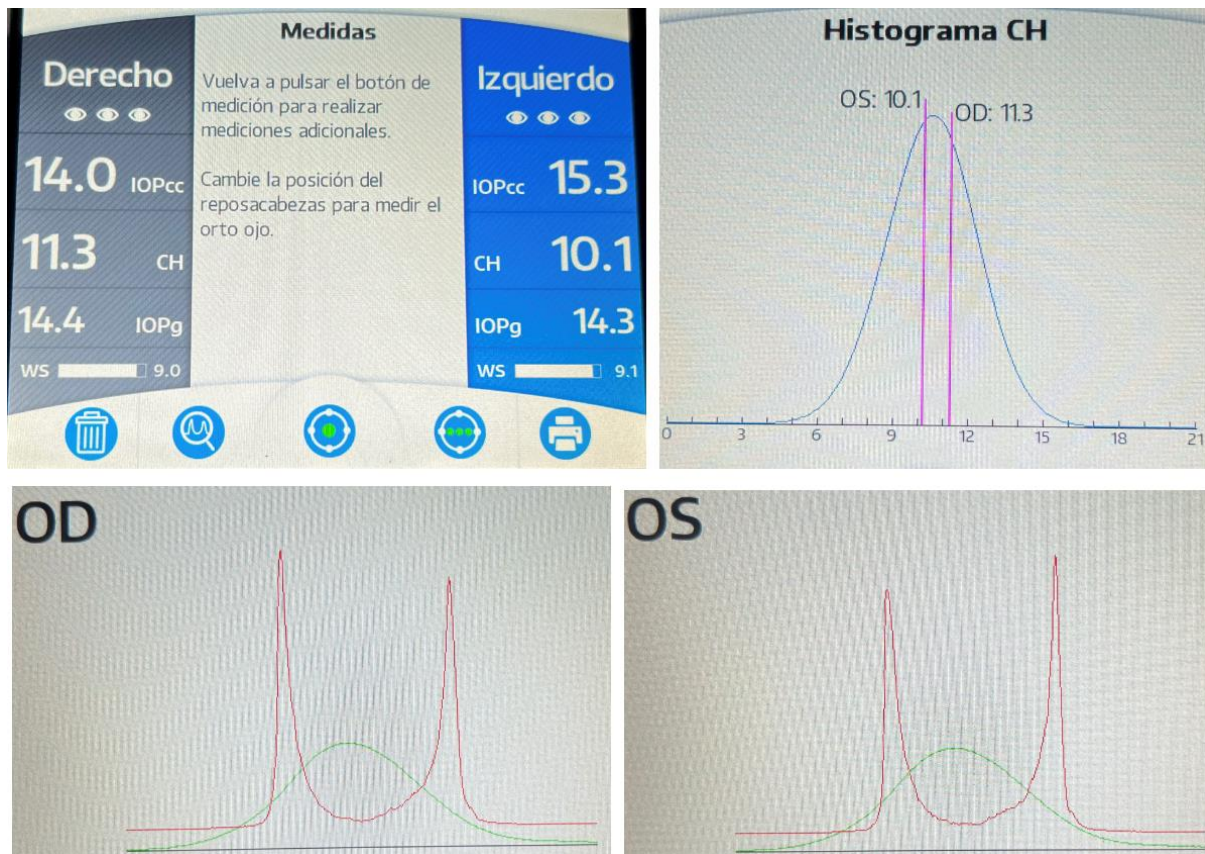 Medidas
Derecho
Vuelva a pulsar el botón de
medición para realizar
mediciones adicionales.
Cambie la posición del
reposacabezas para medir el
orto ojo.
14.0 IOPcc
11.3 CH
14.4 IOPg
WS 9.0
Izquierdo
IOPcc 15.3
CH 10.1
IOPg 14.3
WS 9.1
Histograma CH
OS: 10.1
OD: 11.3
0 3 6 9 12 15 18 21
OD
OS